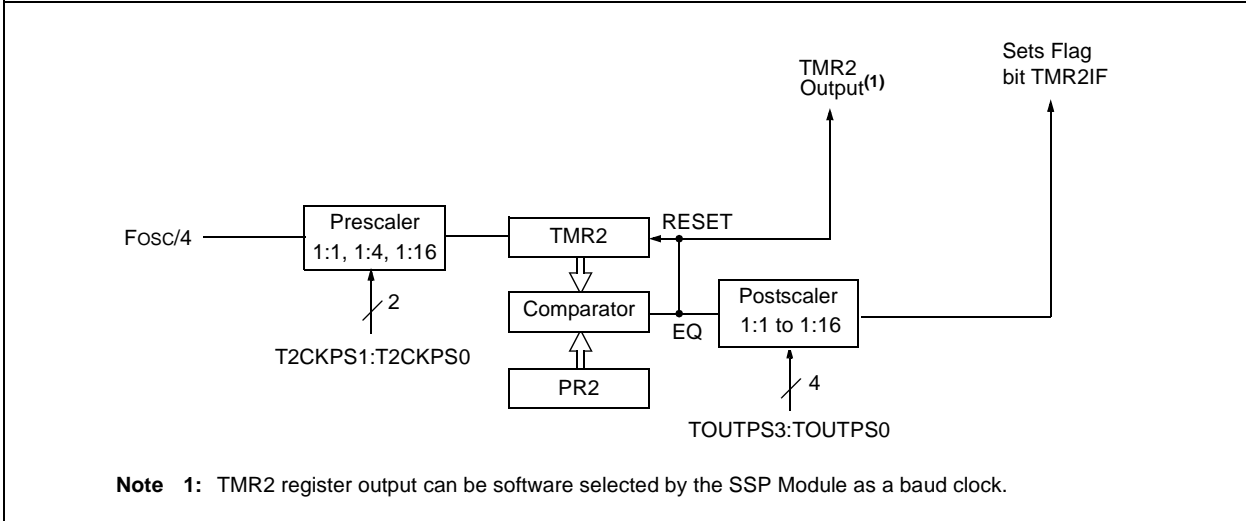 Sets Flag
bit TMR2IF
TMR2
Output(1)
FOSC/4
Prescaler
1:1, 1:4, 1:16
TMR2
RESET
2
T2CKPS1:T2CKPS0
Comparator
EQ
Postscaler
1:1 to 1:16
PR2
4
TOUTPS3:TOUTPS0
Note 1: TMR2 register output can be software selected by the SSP Module as a baud clock.